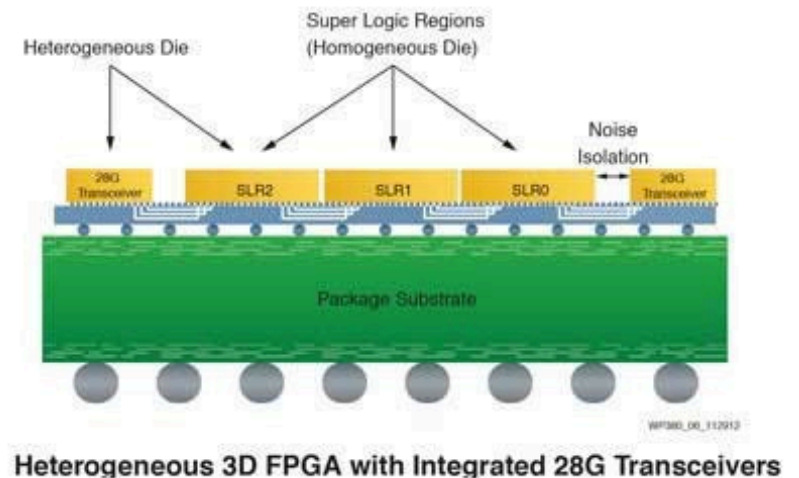 Super Logic Regions
Heterogeneous Die
(Homogeneous Die)
Noise
Isolation
28G
Transceiver
SLR2
SLR1
SLR0
28G
Transceiver
Package Substrate
WP380_06_112912
Heterogeneous 3D FPGA with Integrated 28G Transceivers